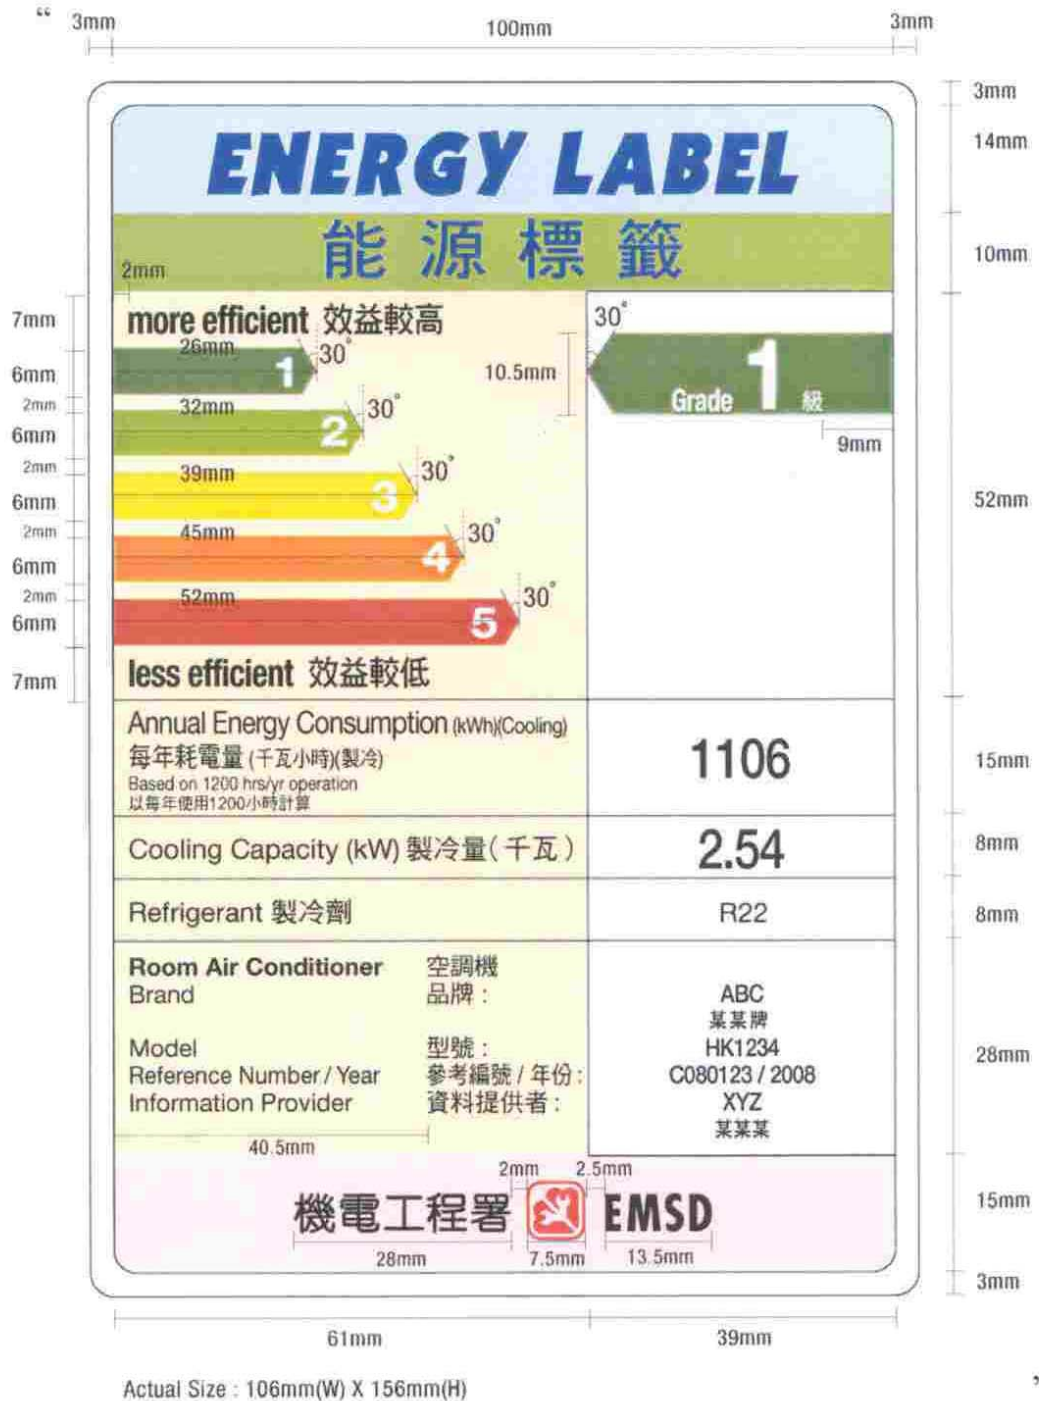 “
3mm 100mm 3mm
3mm
ENERGY LABEL 14mm
能源標籤 10mm
2mm
7mm more efficient 效益較高 30°
26mm 30°
6mm 1 10.5mm Grade 1 級
2mm 32mm 30°
6mm 2 9mm
2mm 39mm 30°
6mm 3 52mm
2mm 45mm 30°
6mm 4
2mm 52mm 30°
6mm 5
7mm less efficient 效益較低
Annual Energy Consumption (kWh)(Cooling)
每年耗電量 (千瓦小時)(製冷) 1106 15mm
Based on 1200 hrs/yr operation
以每年使用1200小時計算
Cooling Capacity (kW) 製冷量(千瓦) 2.54 8mm
Refrigerant 製冷劑 R22 8mm
Room Air Conditioner 空調機
Brand 品牌 : ABC
某某牌
Model 型號 : HK1234 28mm
Reference Number / Year 參考編號 / 年份 : C080123 / 2008
Information Provider 資料提供者 : XYZ
某某某
40.5mm
2mm 2.5mm
機電工程署 EMSD 15mm
28mm 7.5mm 13.5mm
3mm
61mm 39mm
Actual Size : 106mm(W) X 156mm(H)
”